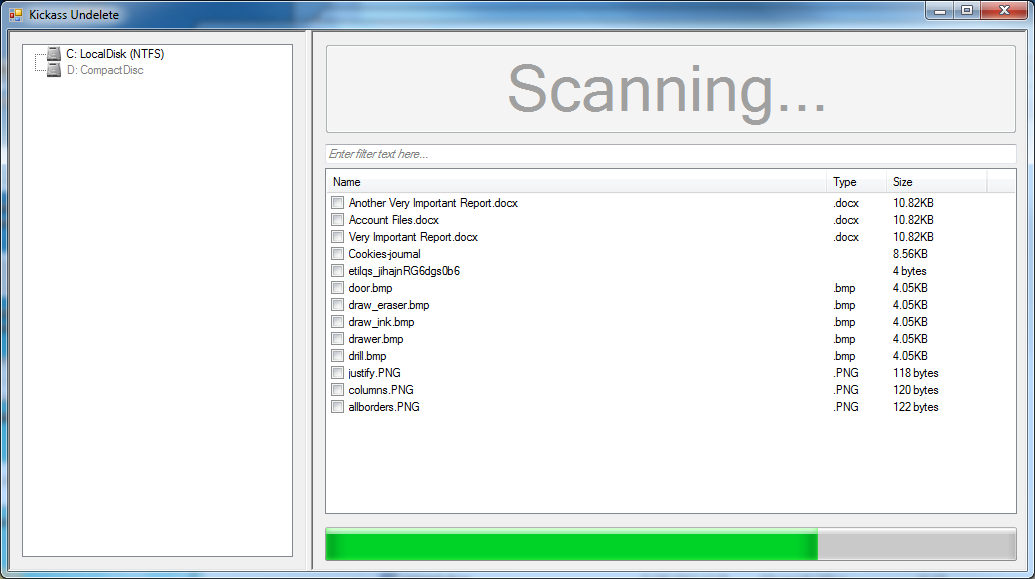 Kickass Undelete
C: LocalDisk (NTFS)
D: CompactDisc
Scanning...
Enter filter text here...
Name Type Size
Another Very Important Report.docx .docx 10.82KB
Account Files.docx .docx 10.82KB
Very Important Report.docx .docx 10.82KB
Cookies-journal 8.56KB
etilqs_jihajnRG6dgs0b6 4 bytes
door.bmp .bmp 4.05KB
draw_eraser.bmp .bmp 4.05KB
draw_ink.bmp .bmp 4.05KB
drawer.bmp .bmp 4.05KB
drill.bmp .bmp 4.05KB
justify.PNG .PNG 118 bytes
columns.PNG .PNG 120 bytes
allborders.PNG .PNG 122 bytes